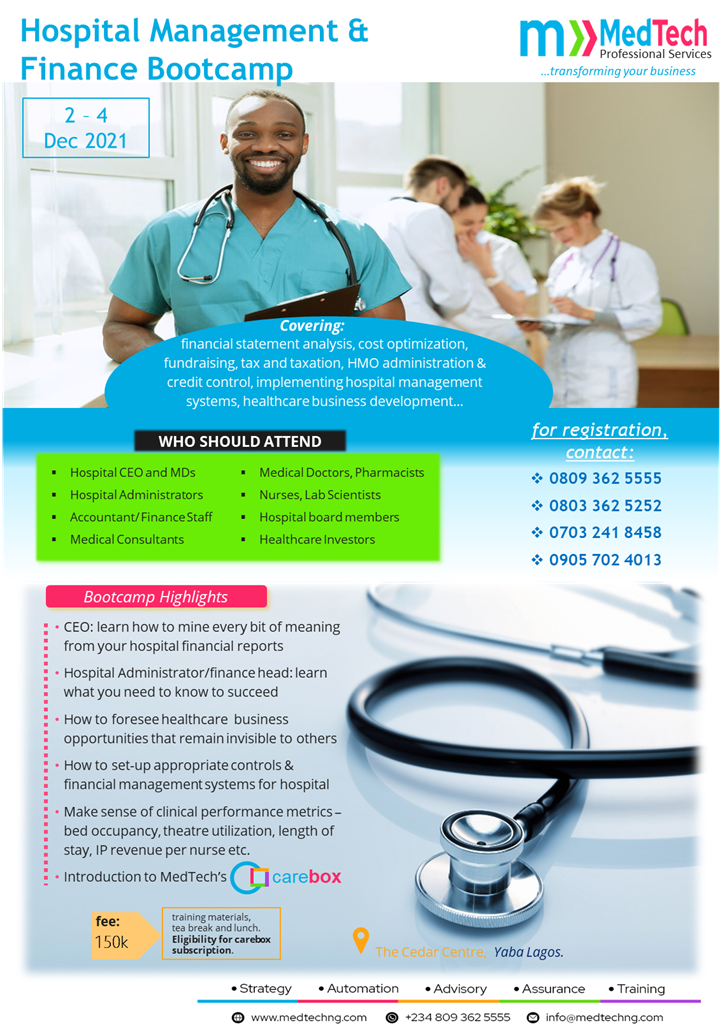 Hospital Management &
Finance Bootcamp
m MedTech
Professional Services
...transforming your business
2 – 4
Dec 2021
Covering:
financial statement analysis, cost optimization,
fundraising, tax and taxation, HMO administration &
credit control, implementing hospital management
systems, healthcare business development...
WHO SHOULD ATTEND
▪ Hospital CEO and MDs
▪ Hospital Administrators
▪ Accountant/Finance Staff
▪ Medical Consultants
▪ Medical Doctors, Pharmacists
▪ Nurses, Lab Scientists
▪ Hospital board members
▪ Healthcare Investors
for registration,
contact:
❖ 0809 362 5555
❖ 0803 362 5252
❖ 0703 241 8458
❖ 0905 702 4013
Bootcamp Highlights
• CEO: learn how to mine every bit of meaning
from your hospital financial reports
• Hospital Administrator/finance head: learn
what you need to know to succeed
• How to foresee healthcare business
opportunities that remain invisible to others
• How to set-up appropriate controls &
financial management systems for hospital
• Make sense of clinical performance metrics –
bed occupancy, theatre utilization, length of
stay, IP revenue per nurse etc.
• Introduction to MedTech's carebox
fee:
150k
training materials,
tea break and lunch.
Eligibility for carebox
subscription.
The Cedar Centre, Yaba Lagos.
• Strategy • Automation • Advisory • Assurance • Training
www.medtechng.com +234 809 362 5555 info@medtechng.com